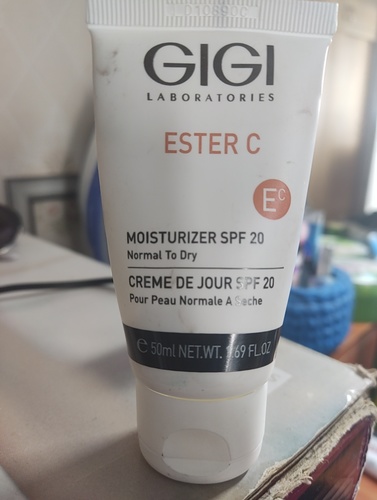 GIGI
LABORATORIES
ESTER C
EC
MOISTURIZER SPF 20
Normal To Dry
CREME DE JOUR SPF 20
Pour Peau Normale A Seche
e 50ml NET.WT. 1.69 FL.OZ